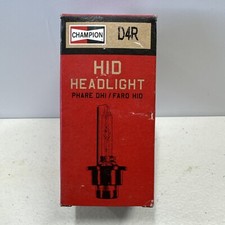 CHAMPION
D4R
HID
HEADLIGHT
PHARE DHI / FARO HID